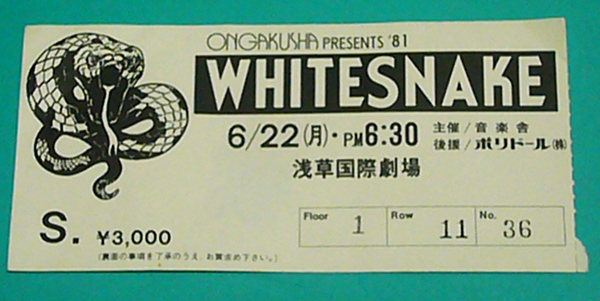 ONGAKUSHA PRESENTS '81
WHITESNAKE
6/22(月)・PM6:30
主催/音楽舎
後援/ポリドール(株)
浅草国際劇場
S. ¥3,000
Floor 1 Row 11 No. 36
(裏面の事項を了承のうえ、お買求め下さい。)